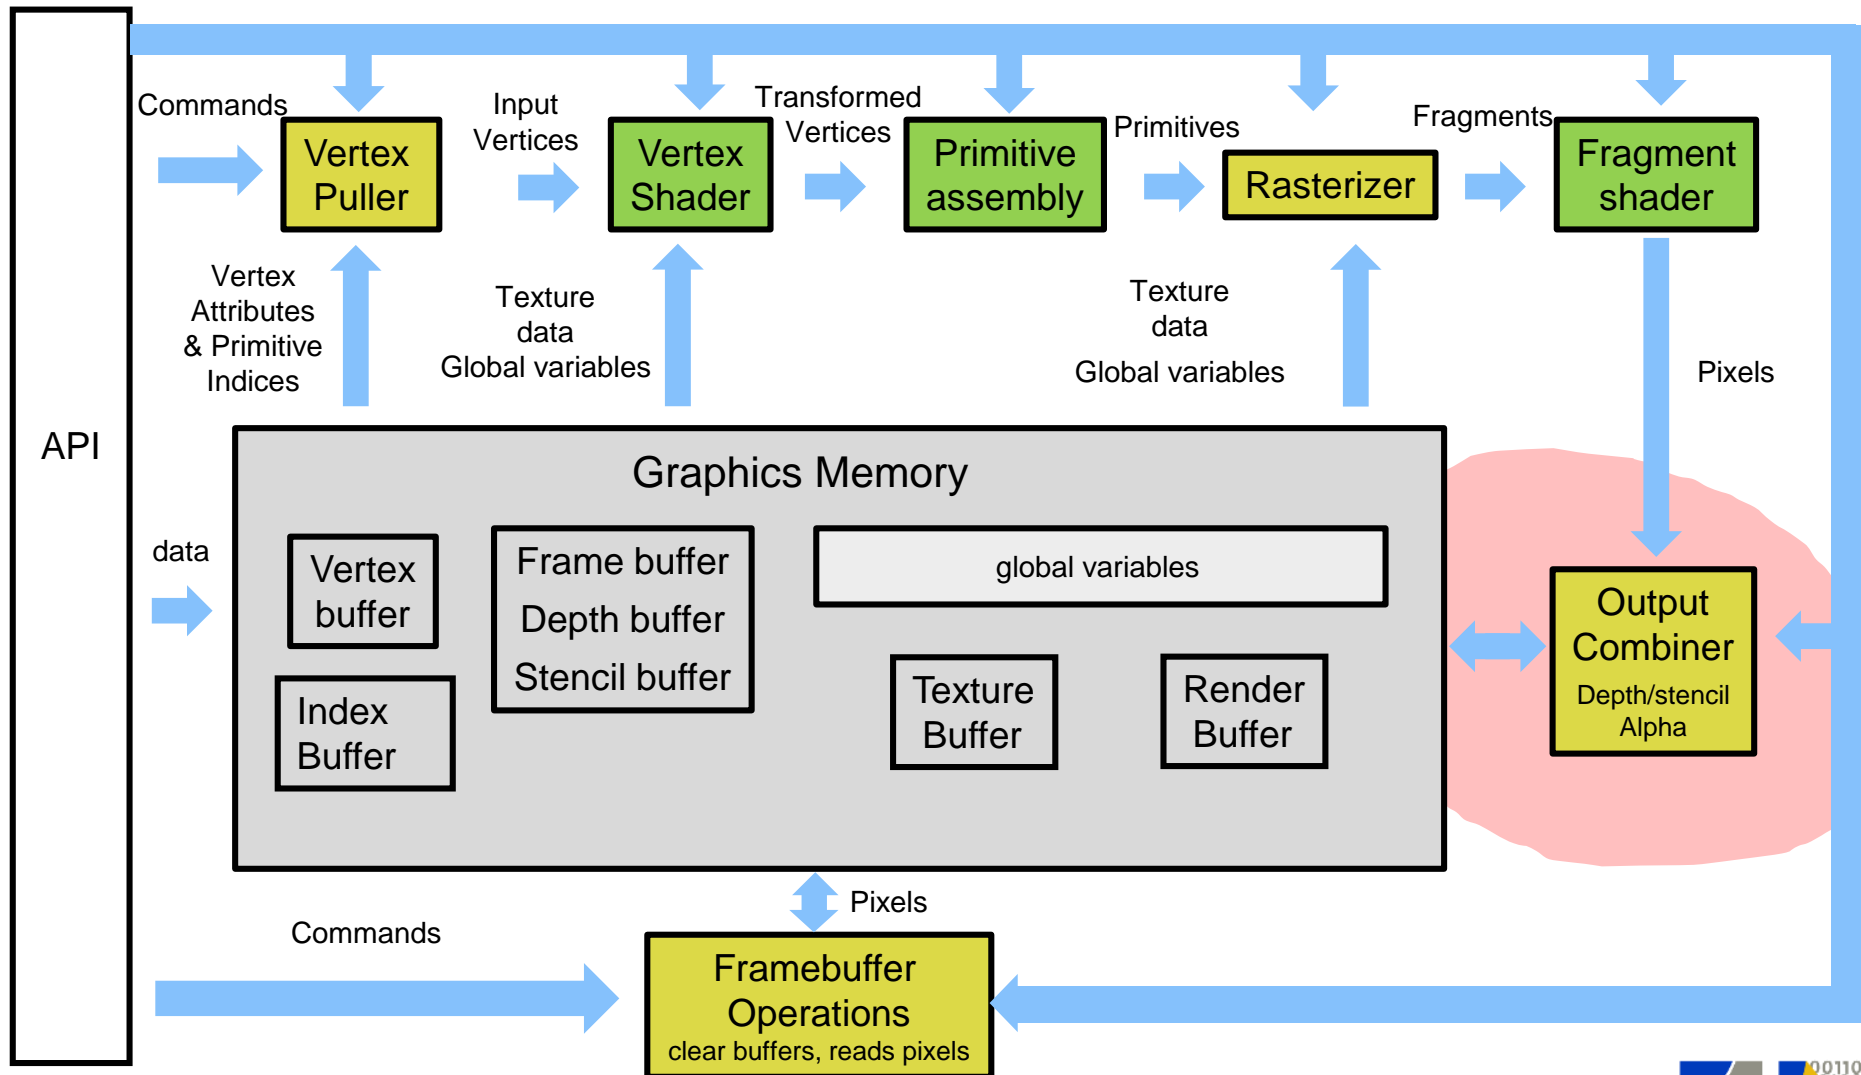 Commands
Vertex
Puller
Input
Vertices
Vertex
Shader
Transformed
Vertices
Primitive
assembly
Primitives
Rasterizer
Fragments
Fragment
shader
Vertex
Attributes
& Primitive
Indices
Texture
data
Global variables
Texture
data
Global variables
Pixels
API
data
Graphics Memory
Vertex
buffer
Index
Buffer
Frame buffer
Depth buffer
Stencil buffer
global variables
Texture
Buffer
Render
Buffer
Output
Combiner
Depth/stencil
Alpha
Pixels
Commands
Framebuffer
Operations
clear buffers, reads pixels
00110